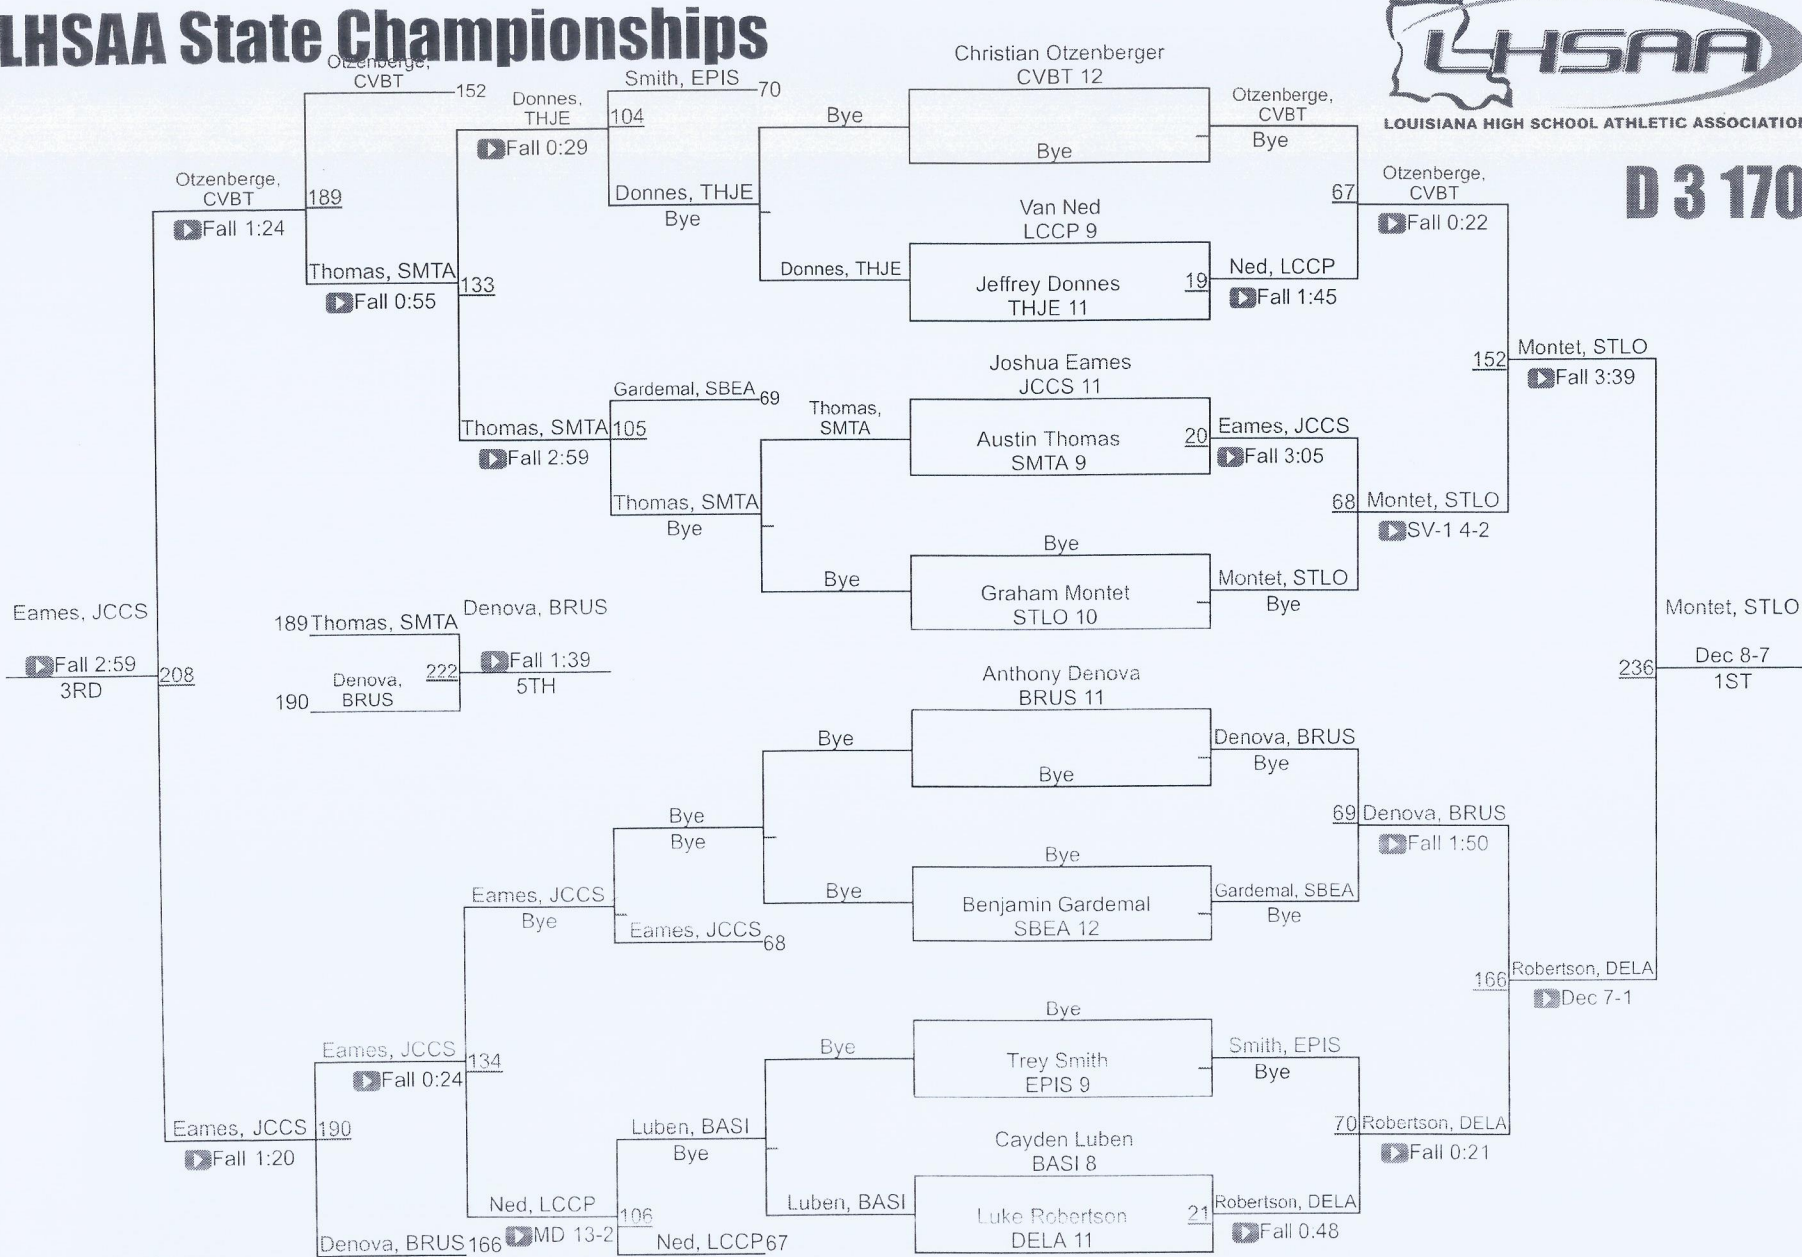 LHSAA State Championships
LHSAA
LOUISIANA HIGH SCHOOL ATHLETIC ASSOCIATION
D 3 170
Otzenberge,
CVBT
152
Otzenberge,
CVBT
Fall 1:24
189
Thomas, SMTA
Fall 0:55
Donnes,
THJE
Fall 0:29
133
Smith, EPIS
70
104
Donnes, THJE
Bye
Gardemal, SBEA
69
Thomas, SMTA
105
Fall 2:59
Thomas, SMTA
Bye
Bye
Donnes, THJE
Thomas,
SMTA
Bye
Christian Otzenberger
CVBT 12
Bye
Van Ned
LCCP 9
Jeffrey Donnes
THJE 11
19
Joshua Eames
JCCS 11
Austin Thomas
SMTA 9
20
Bye
Graham Montet
STLO 10
Otzenberge,
CVBT
Bye
Ned, LCCP
Fall 1:45
67
Otzenberge,
CVBT
Fall 0:22
Eames, JCCS
Fall 3:05
68
Montet, STLO
SV-1 4-2
Montet, STLO
Bye
152
Montet, STLO
Fall 3:39
Eames, JCCS
Fall 2:59
3RD
208
189
Thomas, SMTA
190
Denova,
BRUS
222
Denova, BRUS
Fall 1:39
5TH
Montet, STLO
236
Dec 8-7
1ST
Anthony Denova
BRUS 11
Bye
Bye
Benjamin Gardemal
SBEA 12
Bye
Trey Smith
EPIS 9
Cayden Luben
BASI 8
Luke Robertson
DELA 11
21
Bye
Bye
Bye
Bye
Eames, JCCS
Bye
Eames, JCCS
68
Bye
Luben, BASI
Luben, BASI
Bye
Eames, JCCS
Fall 0:24
134
Ned, LCCP
MD 13-2
106
Ned, LCCP
67
Eames, JCCS
Fall 1:20
190
Denova, BRUS
166
Denova, BRUS
Bye
69
Denova, BRUS
Fall 1:50
Gardemal, SBEA
Bye
166
Robertson, DELA
Dec 7-1
Smith, EPIS
Bye
70
Robertson, DELA
Fall 0:21
Robertson, DELA
Fall 0:48